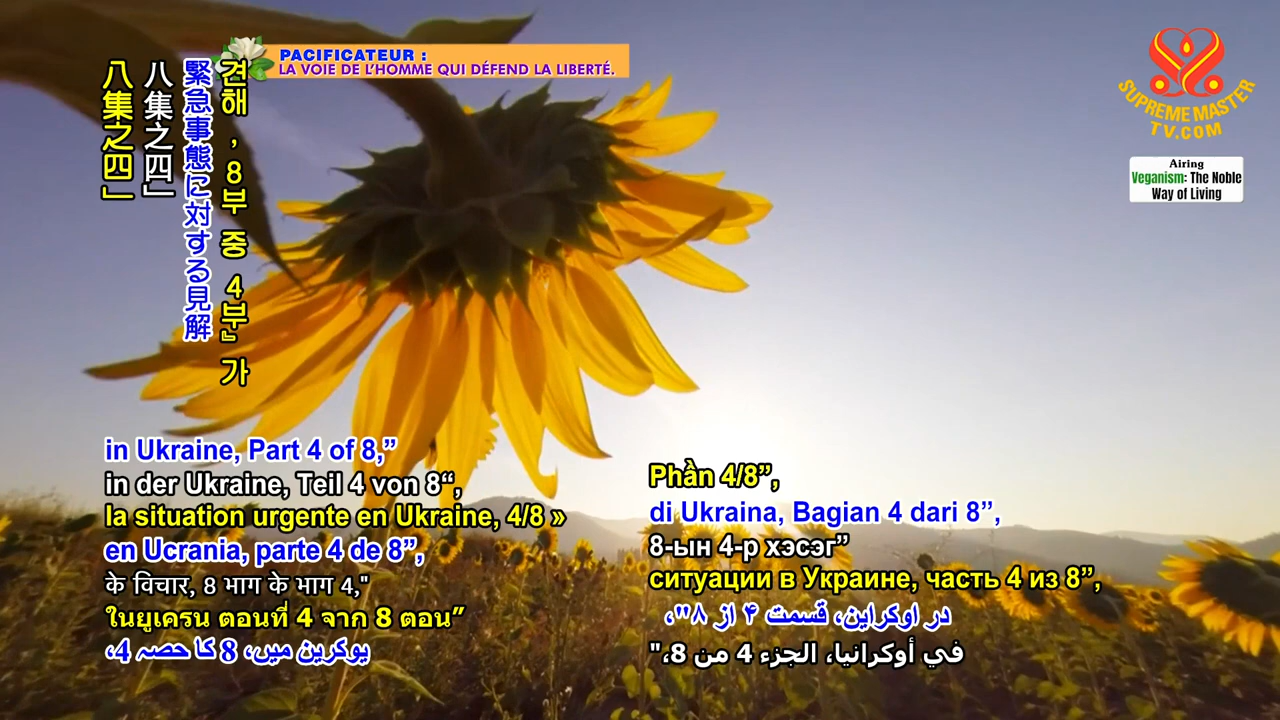 PACIFICATEUR :
LA VOIE DE L'HOMME QUI DÉFEND LA LIBERTÉ.
SUPREME MASTER
TV.COM
Airing
Veganism: The Noble
Way of Living
八集之四」
八集之四」
緊急事態に対する見解
견해, 8부 중 4부』가
in Ukraine, Part 4 of 8,”
in der Ukraine, Teil 4 von 8“,
la situation urgente en Ukraine, 4/8 »
en Ucrania, parte 4 de 8”,
के विचार, 8 भाग के भाग 4,"
ในยูเครน ตอนที่ 4 จาก 8 ตอน”
یوکرین میں، 8 کا حصہ 4،
Phần 4/8”,
di Ukraina, Bagian 4 dari 8”,
8-ын 4-р хэсэг”
ситуации в Украине, часть 4 из 8”,
در اوکراین، قسمت ۴ از ۸"،
في أوكرانيا، الجزء 4 من 8،"